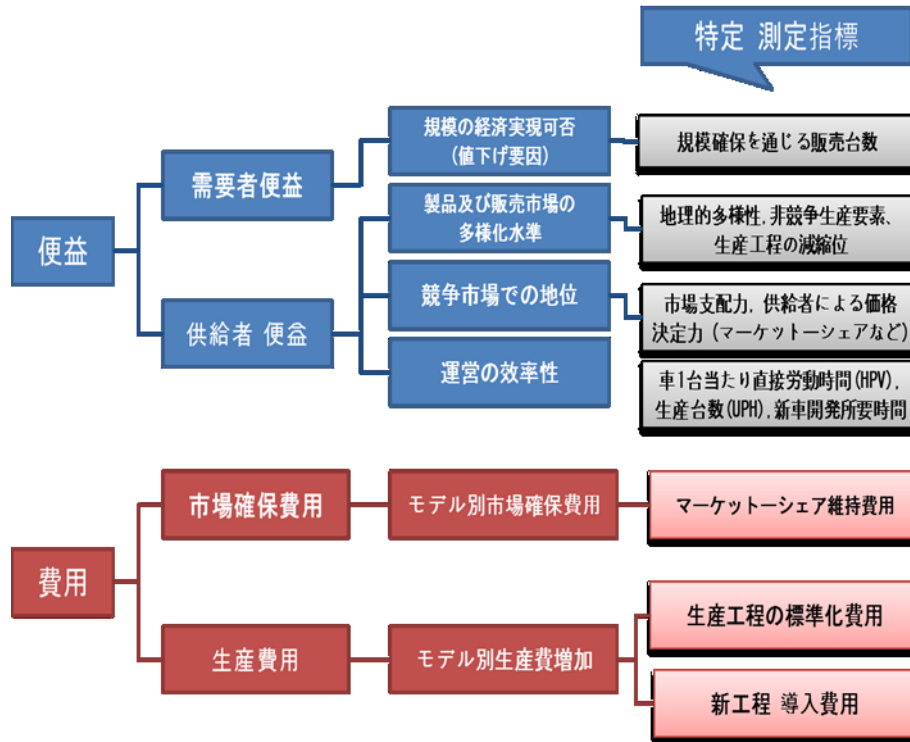 特定 測定指標
規模の経済実現可否
(値下げ要因)
規模確保を通じる販売台数
需要者便益
製品及び販売市場の
多様化水準
地理的多様性, 非競争生産要素、
生産工程の減縮位
便益
競争市場での地位
市場支配力, 供給者による価格
決定力 (マーケットーシェアなど)
供給者 便益
運営の効率性
車1台当たり直接労動時間(HPV),
生産台数(UPH), 新車開発所要時間
市場確保費用
モデル別市場確保費用
マーケットーシェア維持費用
費用
生産費用
モデル別生産費増加
生産工程の標準化費用
新工程 導入費用